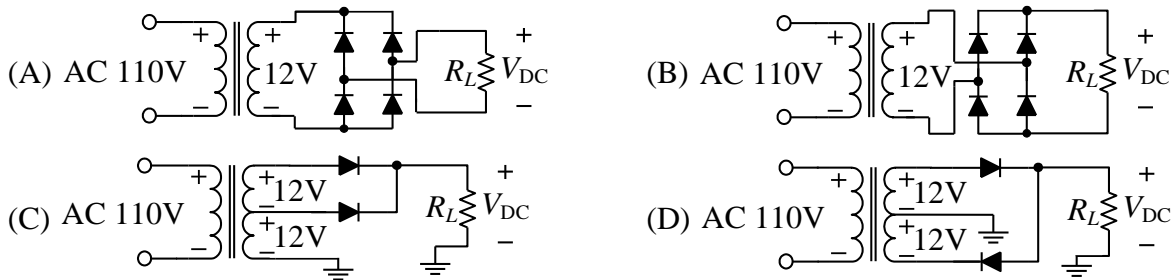 (A) AC 110V + − + 12V − R_L + V_DC −
(B) AC 110V + − + 12V − R_L + V_DC −
(C) AC 110V + − + 12V − + 12V − R_L + V_DC −
(D) AC 110V + − + 12V − + 12V − R_L + V_DC −